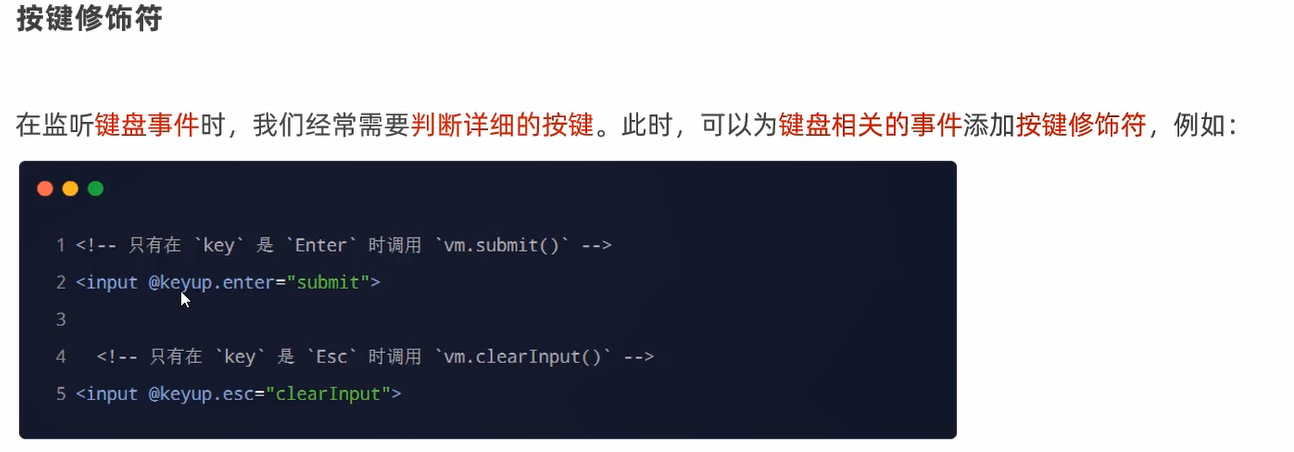 按键修饰符
在监听键盘事件时，我们经常需要判断详细的按键。此时，可以为键盘相关的事件添加按键修饰符，例如：
1 <!-- 只有在 `key` 是 `Enter` 时调用 `vm.submit()` -->
2 <input @keyup.enter="submit">
3
4   <!-- 只有在 `key` 是 `Esc` 时调用 `vm.clearInput()` -->
5 <input @keyup.esc="clearInput">